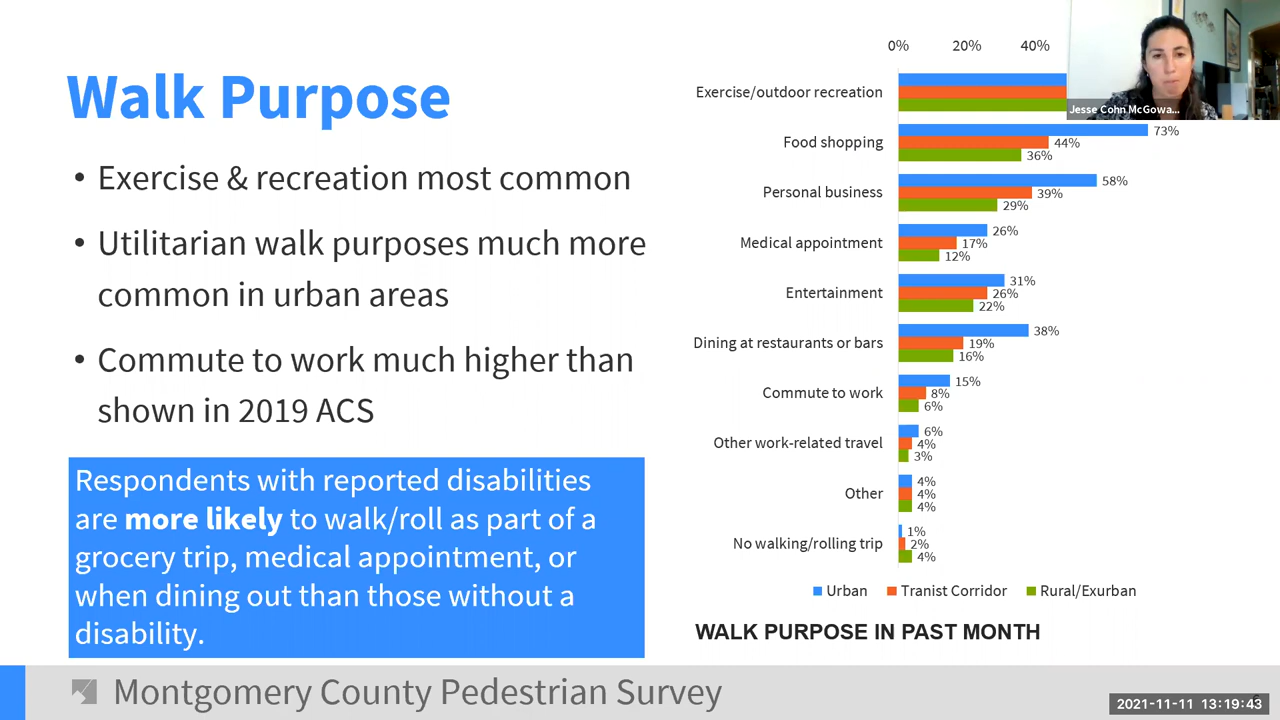 Walk Purpose
• Exercise & recreation most common
• Utilitarian walk purposes much more
common in urban areas
• Commute to work much higher than
shown in 2019 ACS
Respondents with reported disabilities
are more likely to walk/roll as part of a
grocery trip, medical appointment, or
when dining out than those without a
disability.
0% 20% 40%
Exercise/outdoor recreation
Food shopping 73% 44% 36%
Personal business 58% 39% 29%
Medical appointment 26% 17% 12%
Entertainment 31% 26% 22%
Dining at restaurants or bars 38% 19% 16%
Commute to work 15% 8% 6%
Other work-related travel 6% 4% 3%
Other 4% 4% 4%
No walking/rolling trip 1% 2% 4%
Urban Tranist Corridor Rural/Exurban
WALK PURPOSE IN PAST MONTH
Jesse Cohn McGowa...
Montgomery County Pedestrian Survey
2021-11-11 13:19:43